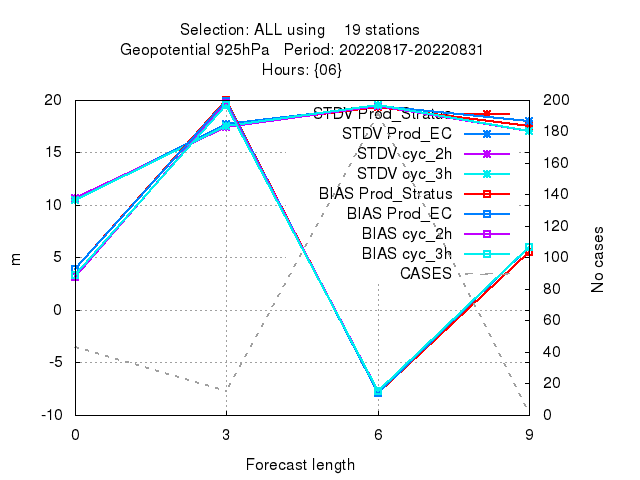 Selection: ALL using    19 stations
Geopotential 925hPa   Period: 20220817-20220831
Hours: {06}
20
15
10
5
0
-5
-10
m
200
180
160
140
120
100
80
60
40
20
0
No cases
STDV Prod_Stratus
STDV Prod_EC
STDV cyc_2h
STDV cyc_3h
BIAS Prod_Stratus
BIAS Prod_EC
BIAS cyc_2h
BIAS cyc_3h
CASES
0 3 6 9
Forecast length